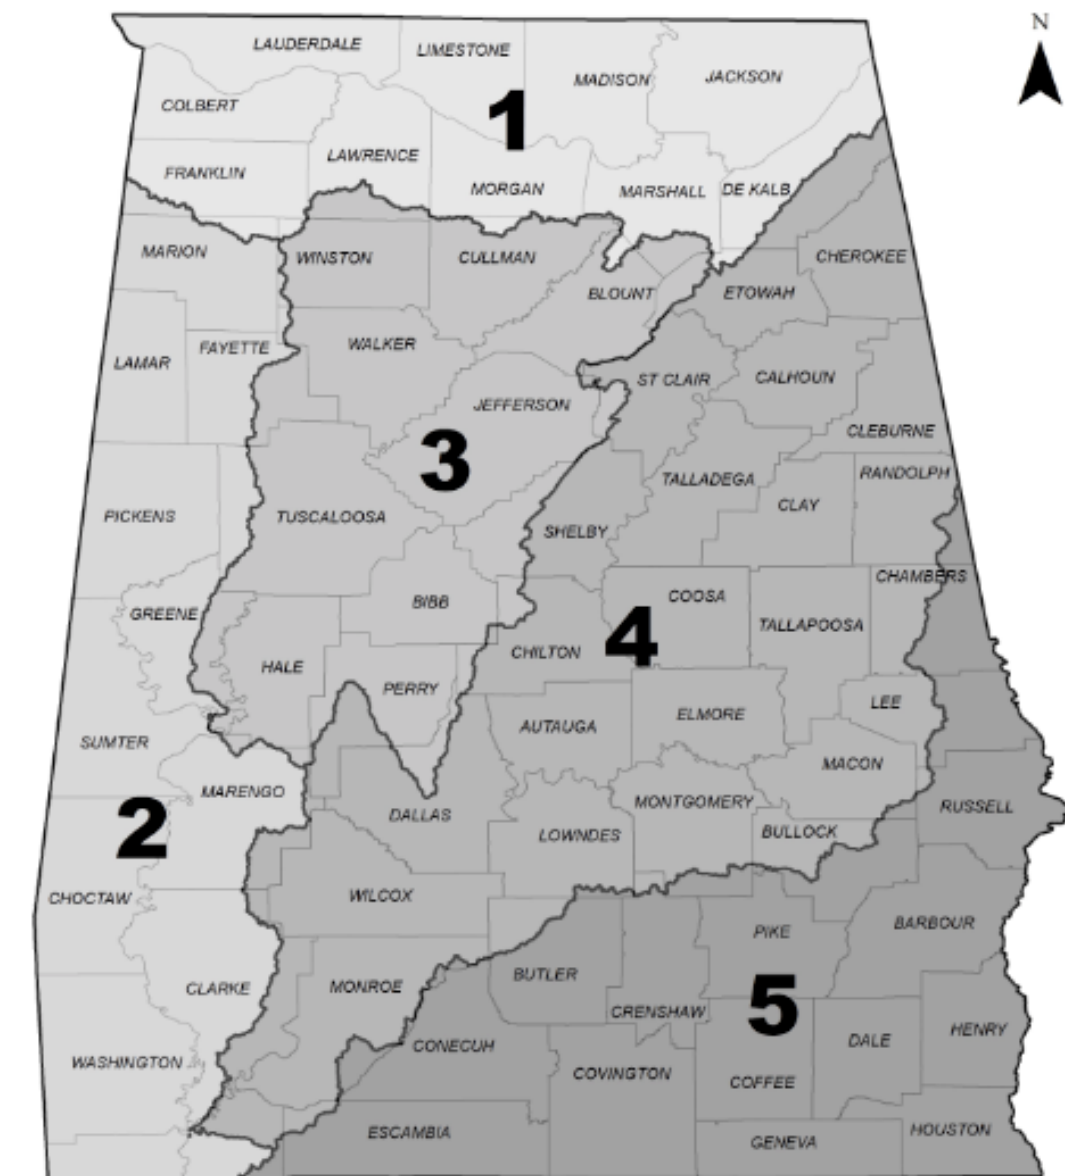 N
LAUDERDALE
LIMESTONE
MADISON
JACKSON
COLBERT
1
LAWRENCE
FRANKLIN
MORGAN
MARSHALL
DE KALB
MARION
WINSTON
CULLMAN
CHEROKEE
BLOUNT
ETOWAH
WALKER
FAYETTE
LAMAR
ST CLAIR
CALHOUN
JEFFERSON
CLEBURNE
3
RANDOLPH
TALLADEGA
CLAY
PICKENS
TUSCALOOSA
SHELBY
CHAMBERS
COOSA
BIBB
GREENE
TALLAPOOSA
4
CHILTON
HALE
PERRY
LEE
ELMORE
AUTAUGA
SUMTER
MACON
MARENGO
MONTGOMERY
RUSSELL
DALLAS
2
LOWNDES
BULLOCK
CHOCTAW
WILCOX
BARBOUR
PIKE
BUTLER
MONROE
CLARKE
5
CRENSHAW
HENRY
DALE
CONECUH
WASHINGTON
COVINGTON
COFFEE
ESCAMBIA
HOUSTON
GENEVA